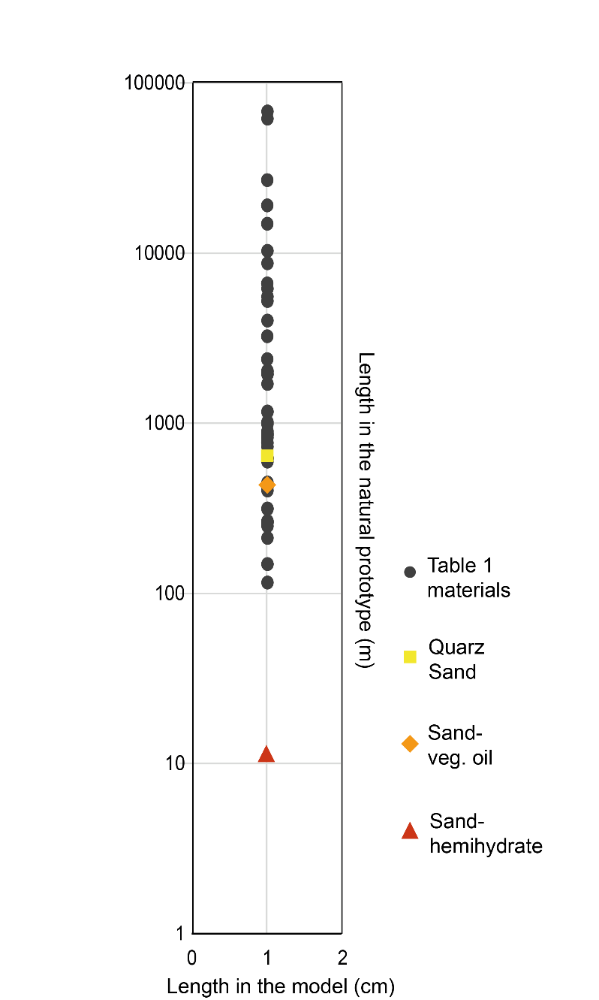 100000
10000
1000
100
10
1
0 1 2
Length in the model (cm)
Length in the natural prototype (m)
Table 1
materials
Quarz
Sand
Sand-
veg. oil
Sand-
hemihydrate